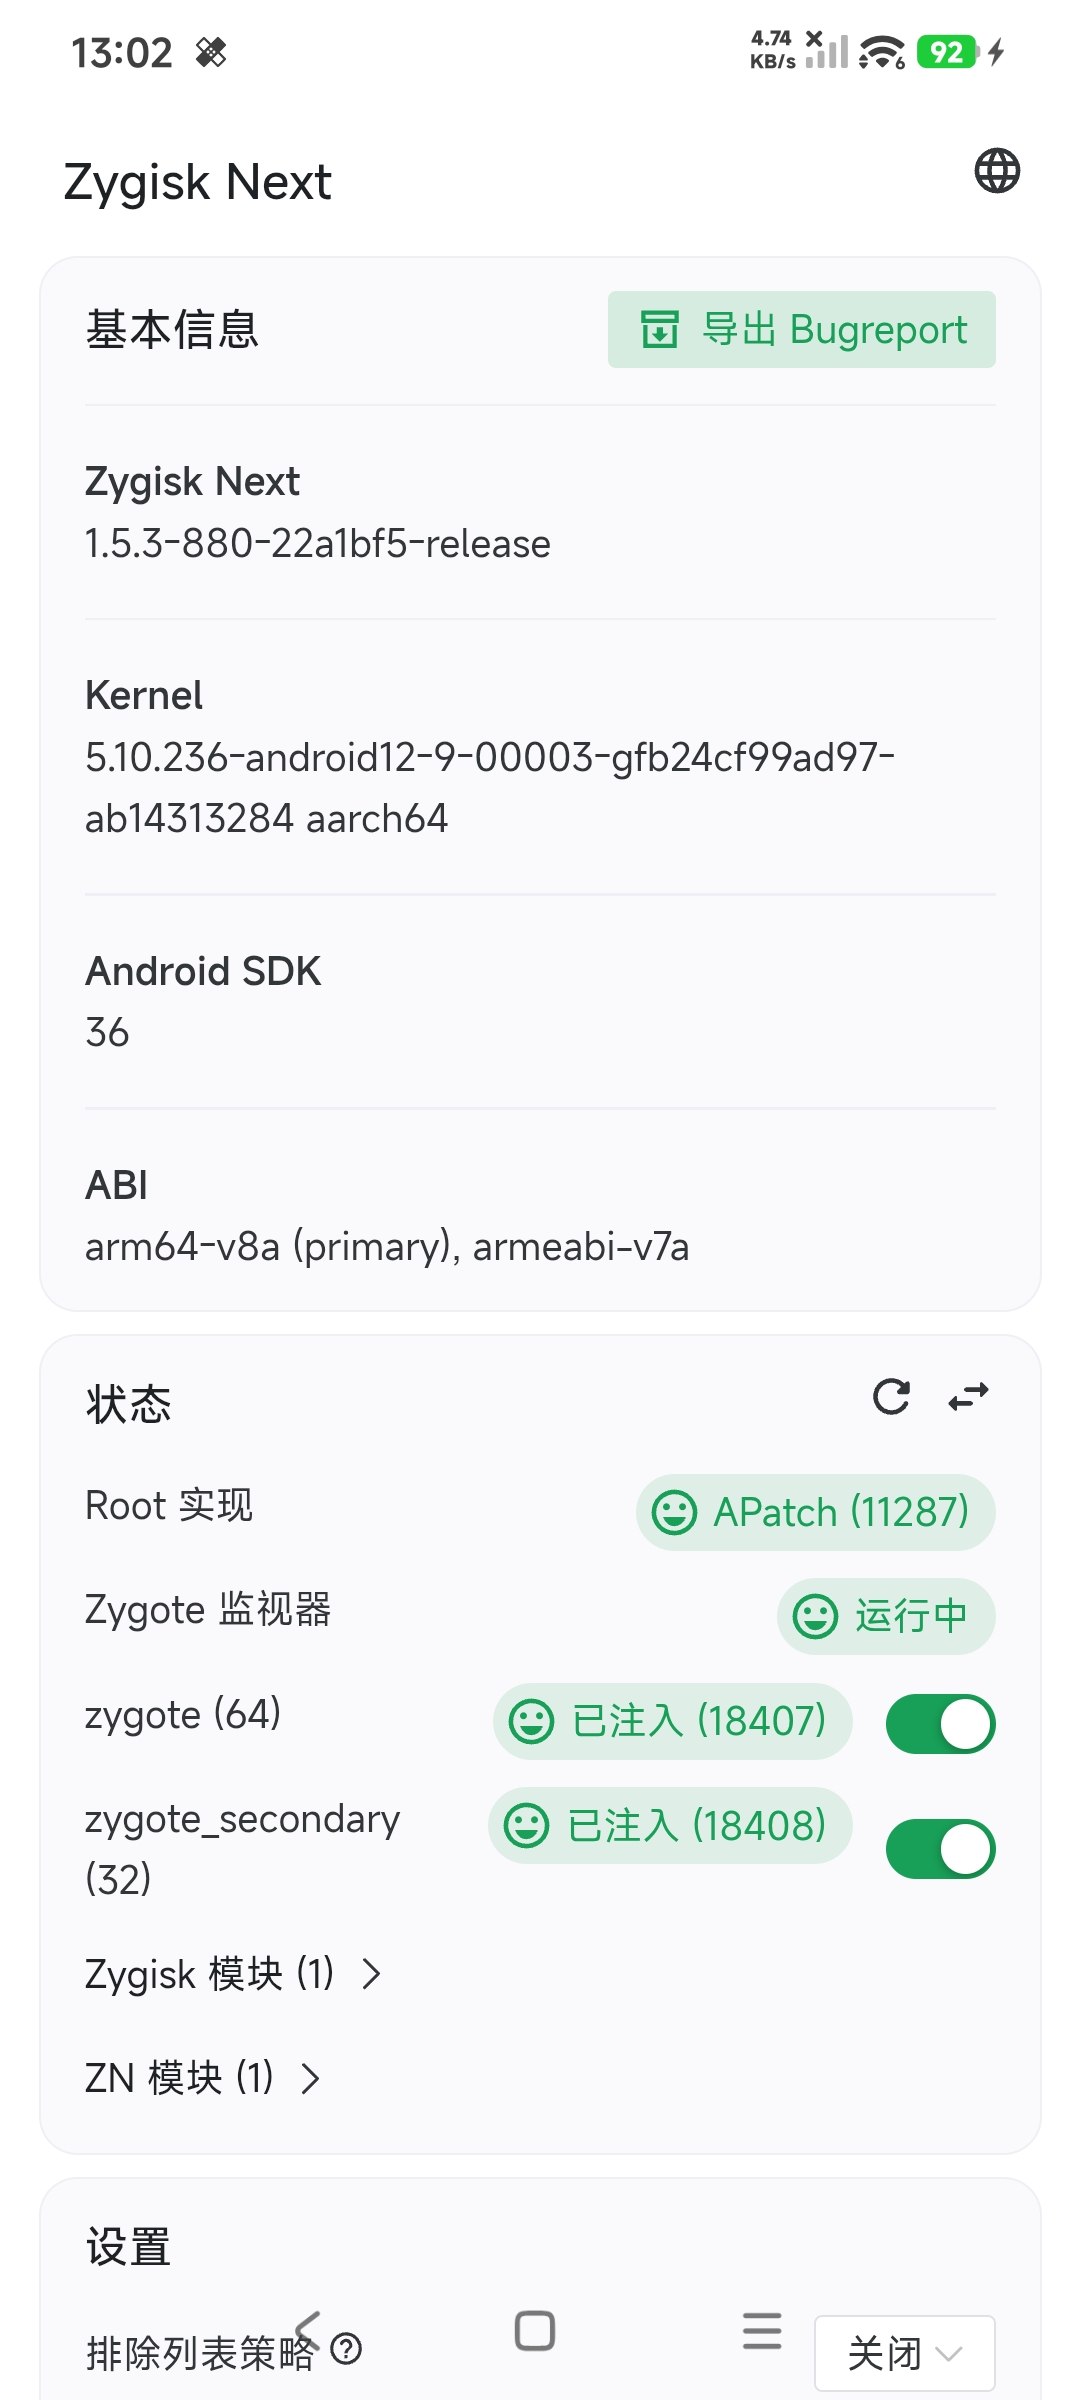 13:02
4.74 KB/s
6
92
Zygisk Next
基本信息
导出 Bugreport
Zygisk Next
1.5.3-880-22a1bf5-release
Kernel
5.10.236-android12-9-00003-gfb24cf99ad97-
ab14313284 aarch64
Android SDK
36
ABI
arm64-v8a (primary), armeabi-v7a
状态
Root 实现
APatch (11287)
Zygote 监视器
运行中
zygote (64)
已注入 (18407)
zygote_secondary
(32)
已注入 (18408)
Zygisk 模块 (1)
ZN 模块 (1)
设置
排除列表策略
关闭